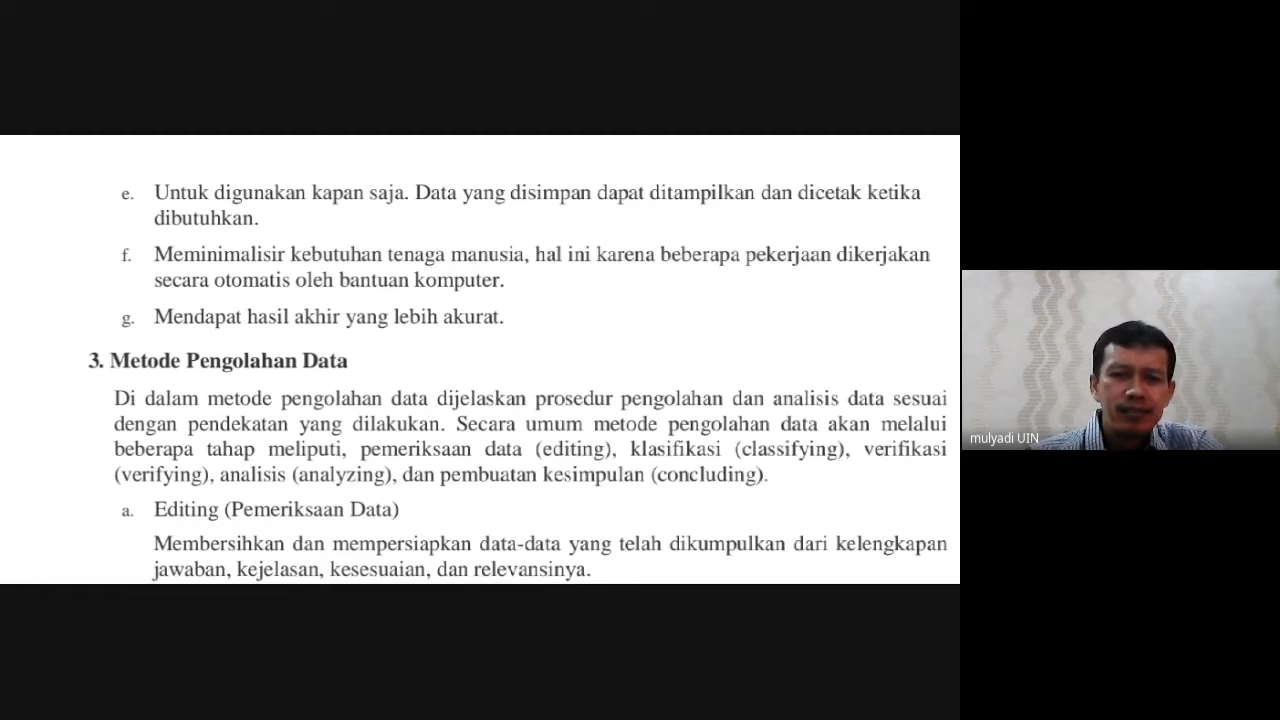 e. Untuk digunakan kapan saja. Data yang disimpan dapat ditampilkan dan dicetak ketika
dibutuhkan.
f. Meminimalisir kebutuhan tenaga manusia, hal ini karena beberapa pekerjaan dikerjakan
secara otomatis oleh bantuan komputer.
g. Mendapat hasil akhir yang lebih akurat.
3. Metode Pengolahan Data
Di dalam metode pengolahan data dijelaskan prosedur pengolahan dan analisis data sesuai
dengan pendekatan yang dilakukan. Secara umum metode pengolahan data akan melalui
beberapa tahap meliputi, pemeriksaan data (editing), klasifikasi (classifying), verifikasi
(verifying), analisis (analyzing), dan pembuatan kesimpulan (concluding).
a. Editing (Pemeriksaan Data)
Membersihkan dan mempersiapkan data-data yang telah dikumpulkan dari kelengkapan
jawaban, kejelasan, kesesuaian, dan relevansinya.
mulyadi UIN